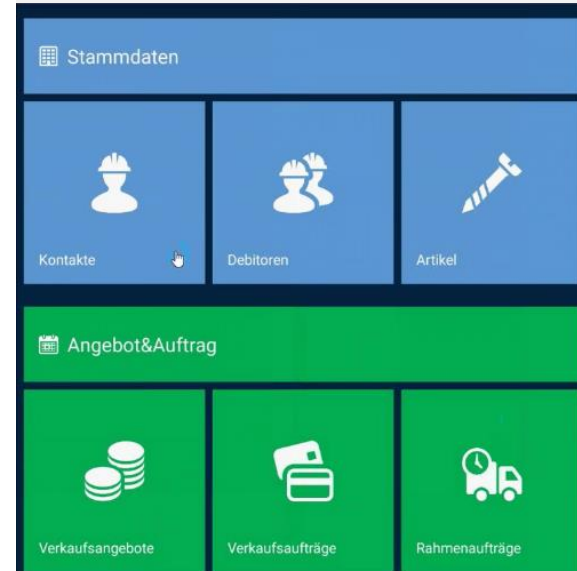 Stammdaten
Kontakte
Debitoren
Artikel
Angebot&Auftrag
Verkaufsangebote
Verkaufsaufträge
Rahmenaufträge